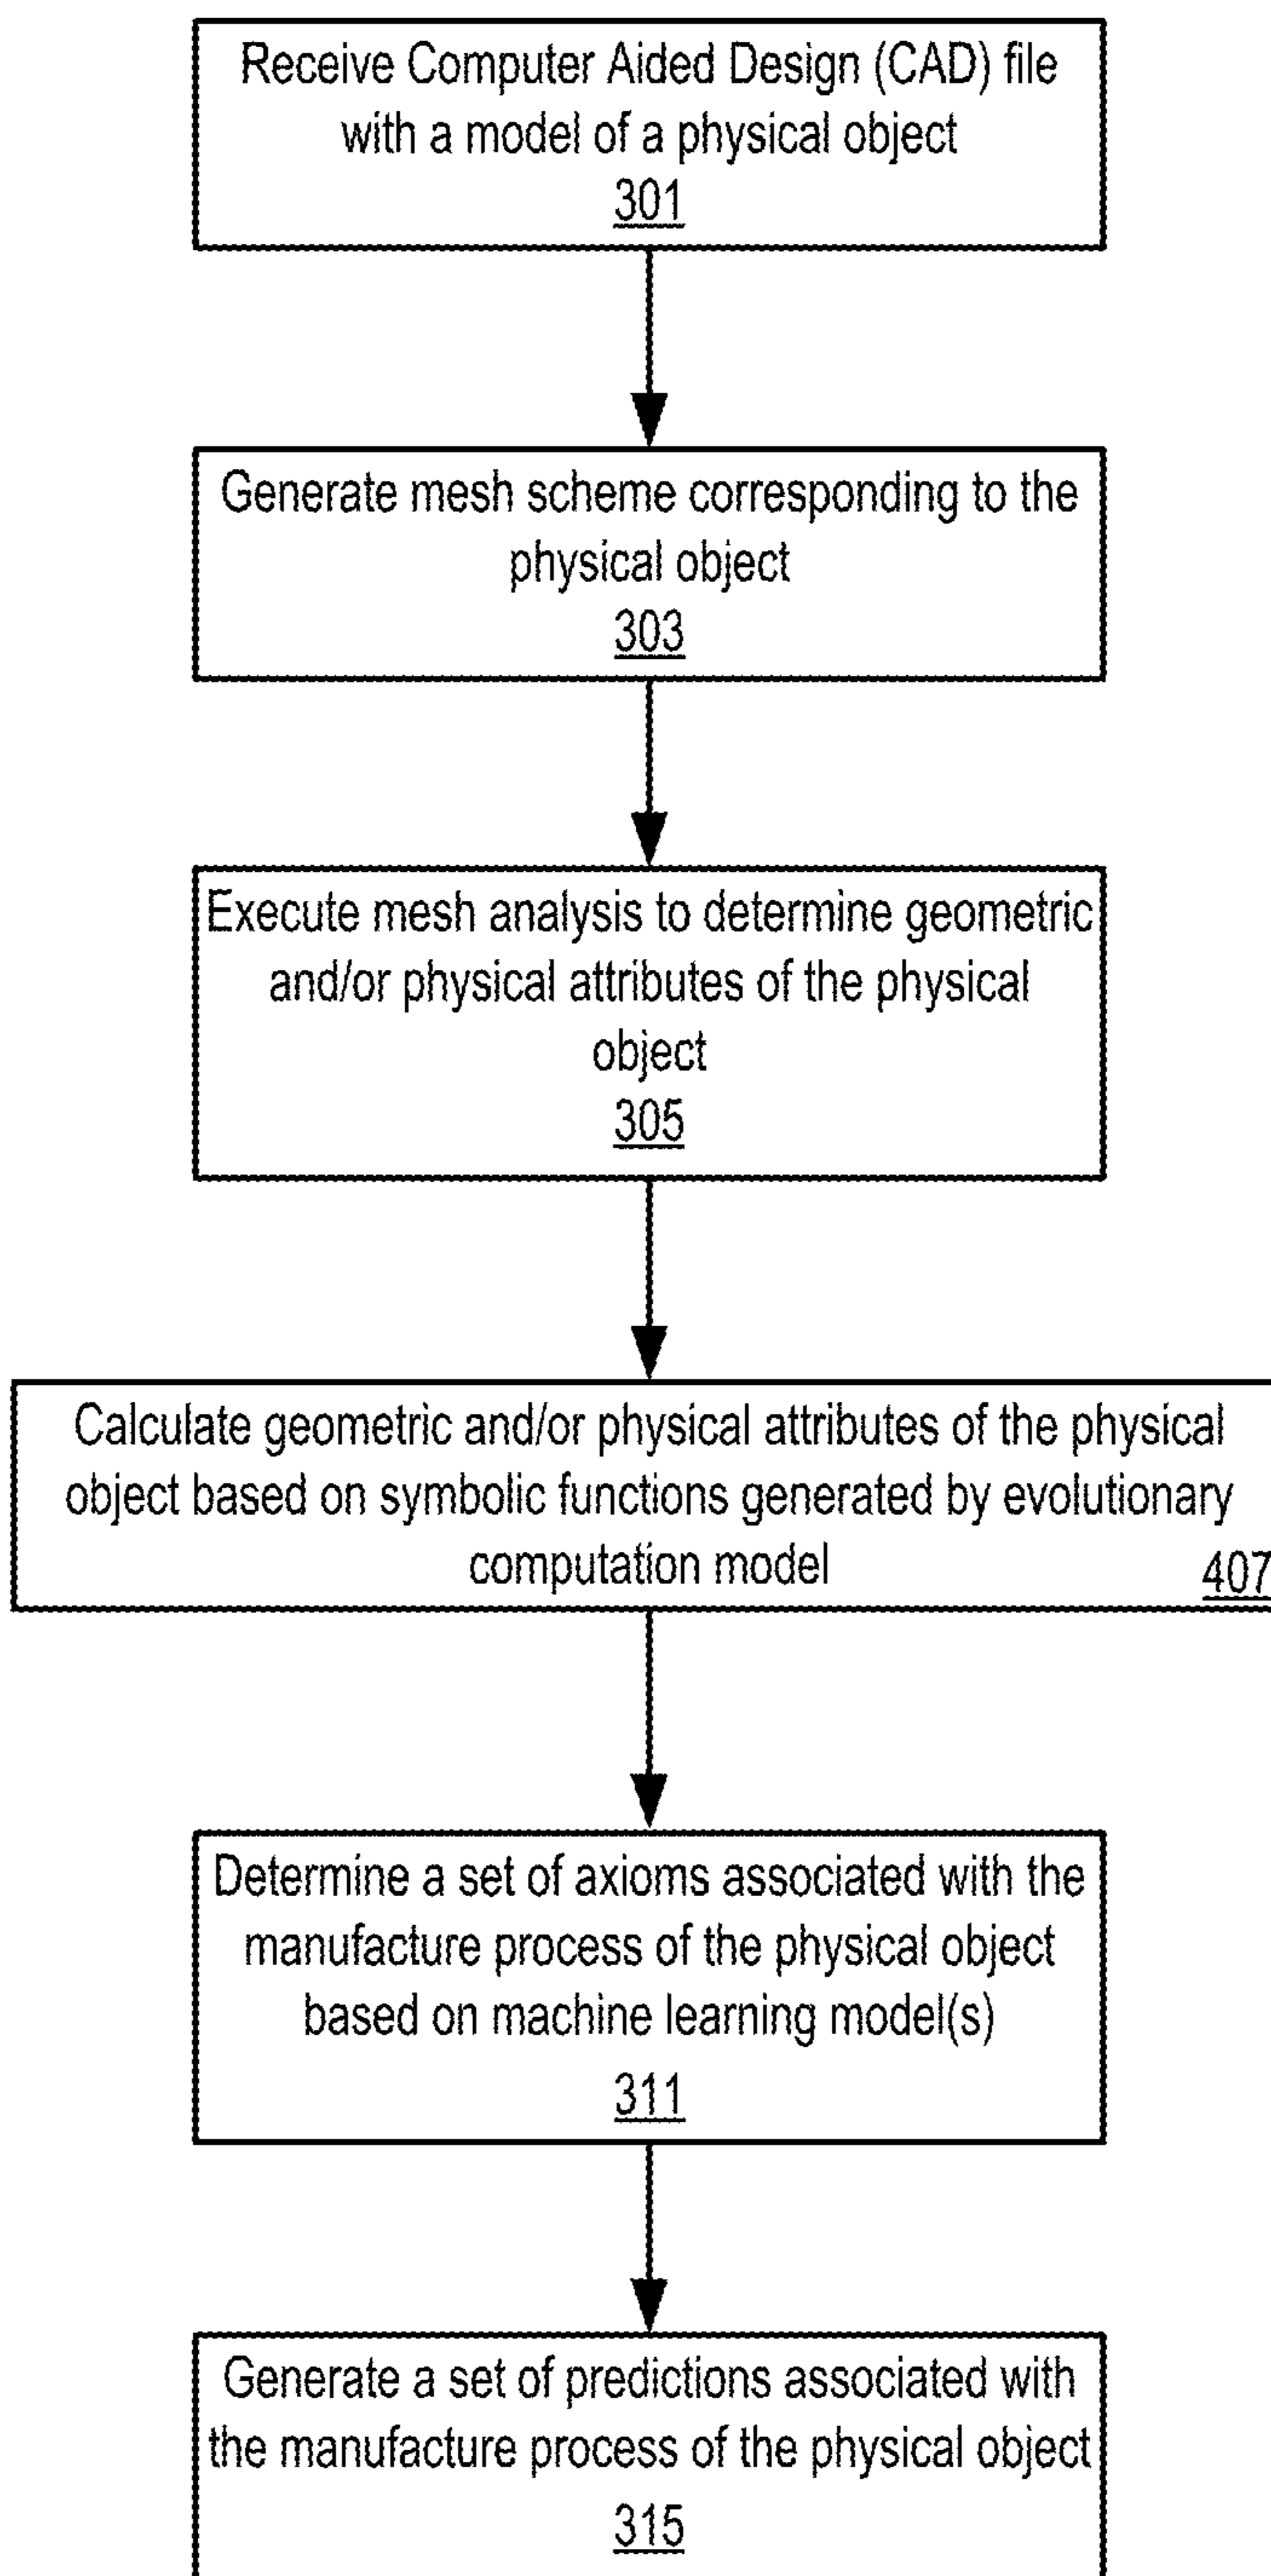 Receive Computer Aided Design (CAD) file
with a model of a physical object
301
Generate mesh scheme corresponding to the
physical object
303
Execute mesh analysis to determine geometric
and/or physical attributes of the physical
object
305
Calculate geometric and/or physical attributes of the physical
object based on symbolic functions generated by evolutionary
computation model
407
Determine a set of axioms associated with the
manufacture process of the physical object
based on machine learning model(s)
311
Generate a set of predictions associated with
the manufacture process of the physical object
315